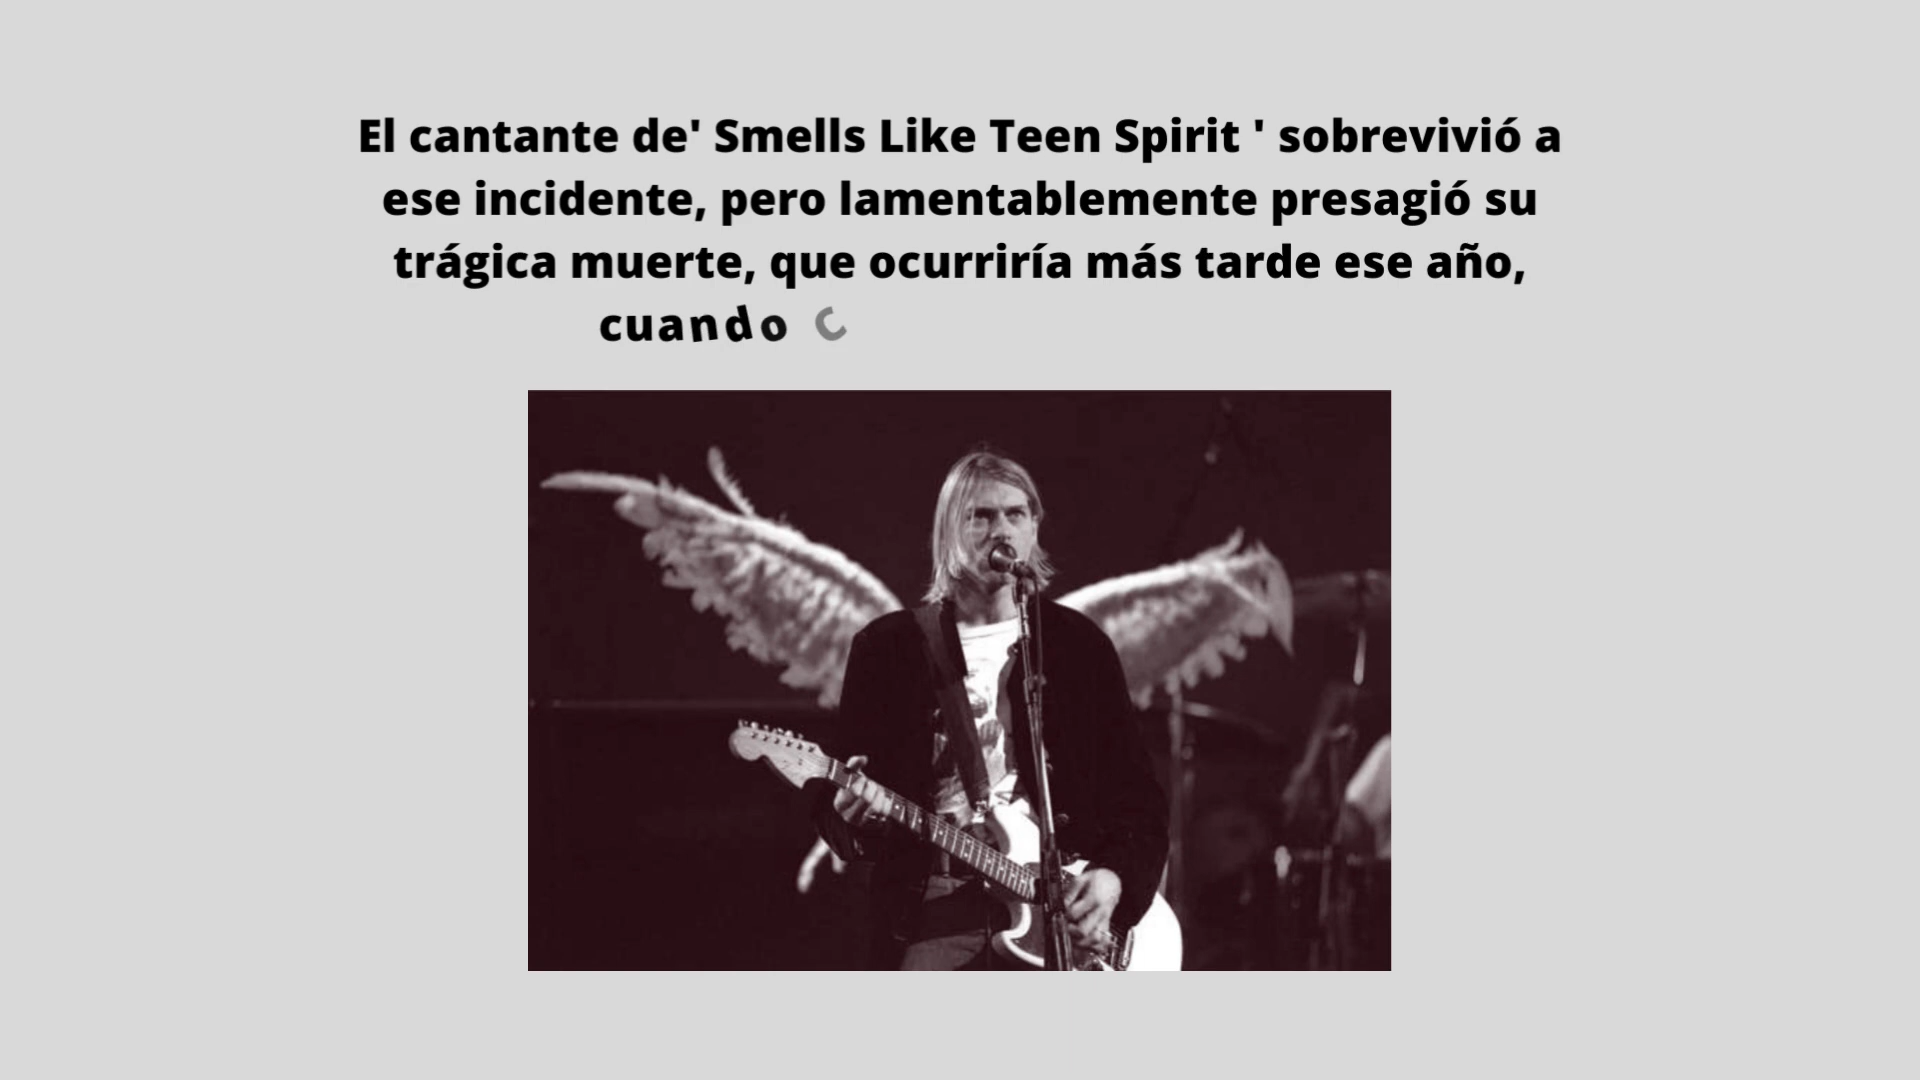 El cantante de' Smells Like Teen Spirit ' sobrevivió a
ese incidente, pero lamentablemente presagió su
trágica muerte, que ocurriría más tarde ese año,
cuando C